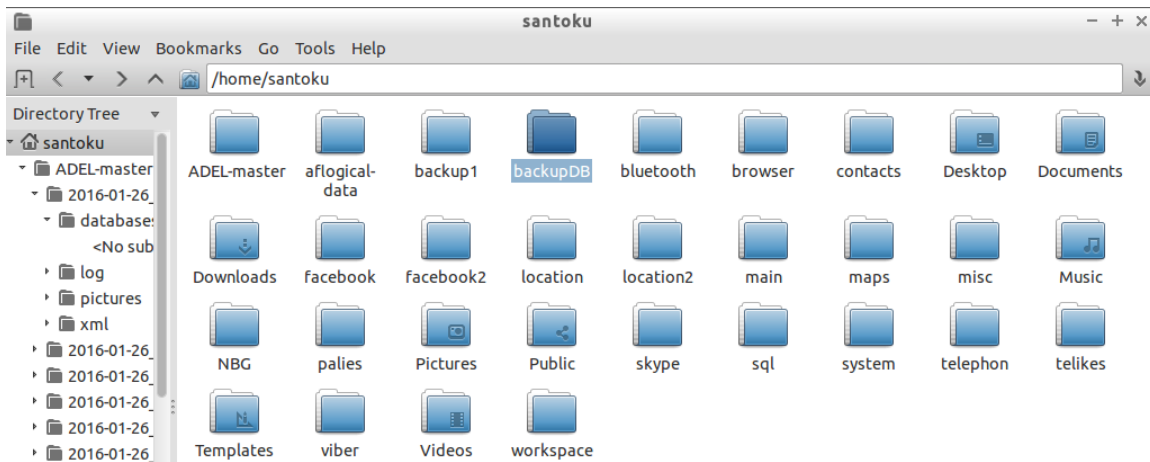 santoku
File Edit View Bookmarks Go Tools Help
/home/santoku
Directory Tree
santoku
ADEL-master
2016-01-26_
databases
<No sub
log
pictures
xml
2016-01-26_
2016-01-26_
2016-01-26_
2016-01-26_
2016-01-26_
ADEL-master aflogical-data backup1 backupDB bluetooth browser contacts Desktop Documents
Downloads facebook facebook2 location location2 main maps misc Music
NBG palies Pictures Public skype sql system telephon telikes
Templates viber Videos workspace